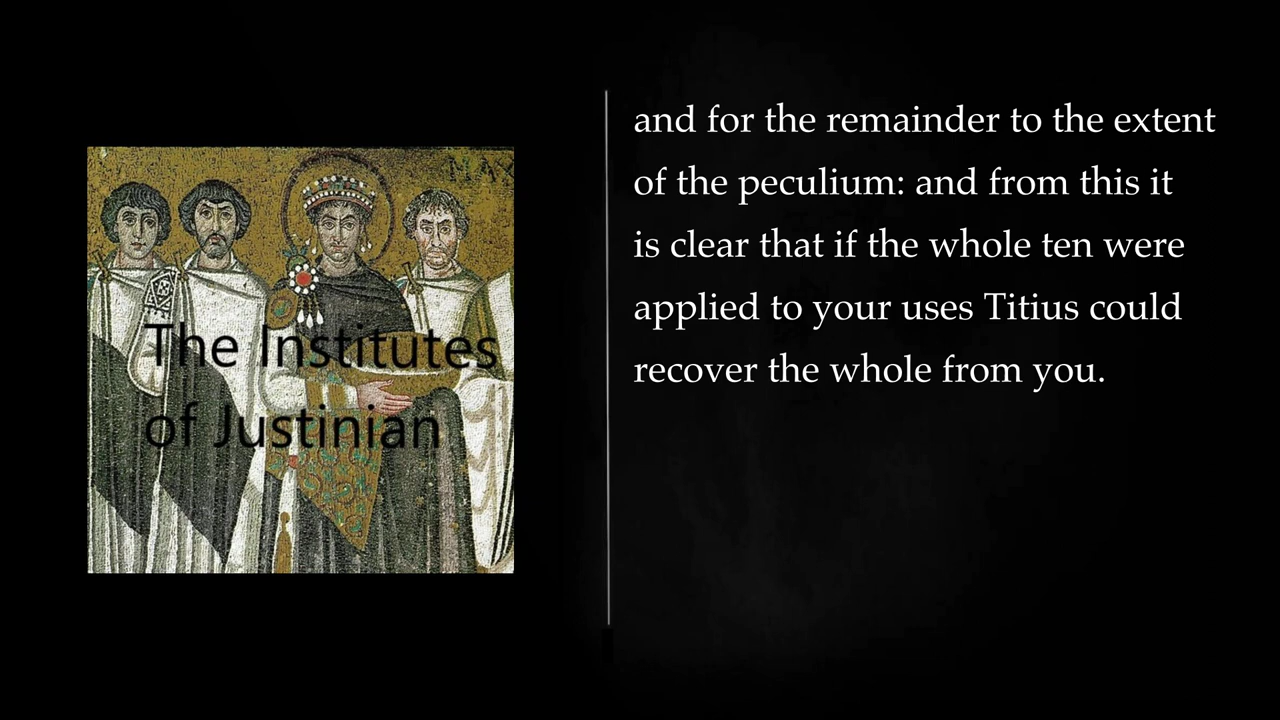 MAX
The Institutes
of Justinian
and for the remainder to the extent
of the peculium: and from this it
is clear that if the whole ten were
applied to your uses Titius could
recover the whole from you.